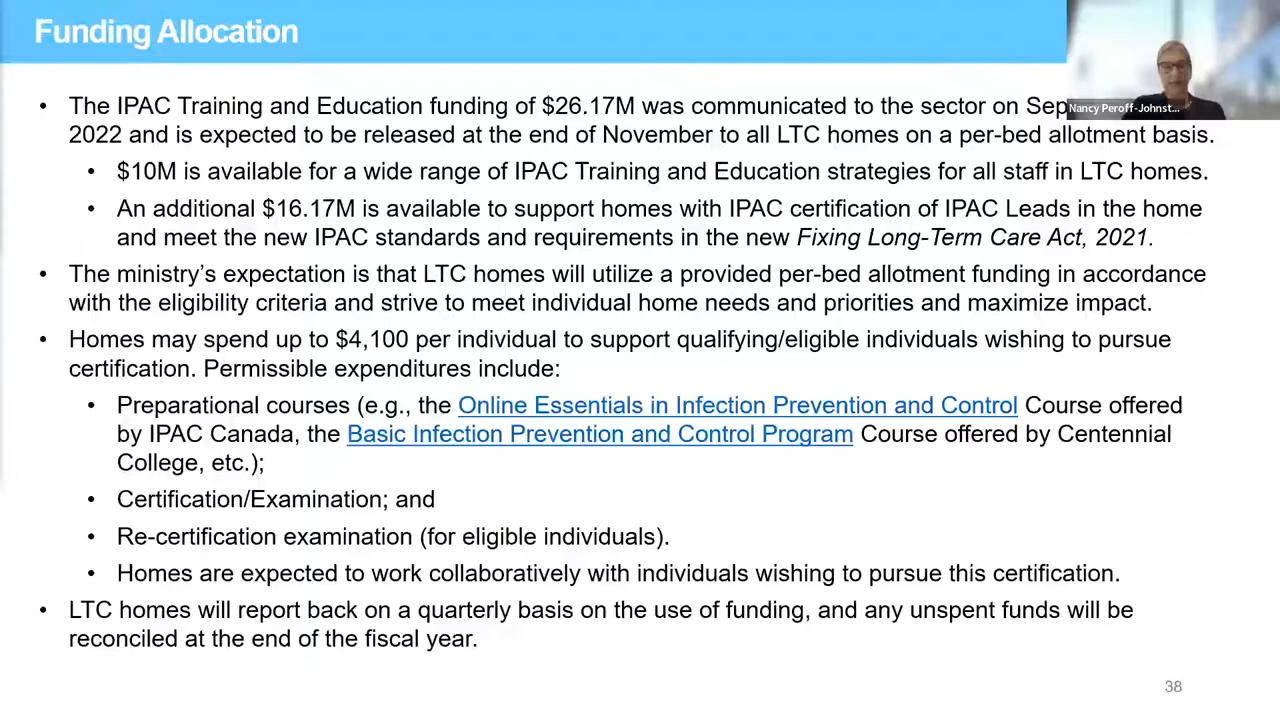 Funding Allocation
Nancy Peroff-Johnst...
• The IPAC Training and Education funding of $26.17M was communicated to the sector on Sep
2022 and is expected to be released at the end of November to all LTC homes on a per-bed allotment basis.
• $10M is available for a wide range of IPAC Training and Education strategies for all staff in LTC homes.
• An additional $16.17M is available to support homes with IPAC certification of IPAC Leads in the home
and meet the new IPAC standards and requirements in the new Fixing Long-Term Care Act, 2021.
• The ministry’s expectation is that LTC homes will utilize a provided per-bed allotment funding in accordance
with the eligibility criteria and strive to meet individual home needs and priorities and maximize impact.
• Homes may spend up to $4,100 per individual to support qualifying/eligible individuals wishing to pursue
certification. Permissible expenditures include:
• Preparational courses (e.g., the Online Essentials in Infection Prevention and Control Course offered
by IPAC Canada, the Basic Infection Prevention and Control Program Course offered by Centennial
College, etc.);
• Certification/Examination; and
• Re-certification examination (for eligible individuals).
• Homes are expected to work collaboratively with individuals wishing to pursue this certification.
• LTC homes will report back on a quarterly basis on the use of funding, and any unspent funds will be
reconciled at the end of the fiscal year.
38